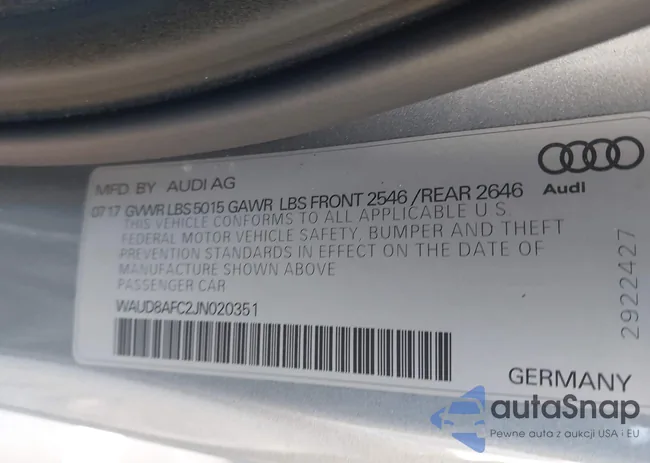 MFD BY AUDI AG
07 17 GVWR LBS 5015 GAWR LBS FRONT 2546 / REAR 2646
THIS VEHICLE CONFORMS TO ALL APPLICABLE U S
FEDERAL MOTOR VEHICLE SAFETY, BUMPER AND THEFT
PREVENTION STANDARDS IN EFFECT ON THE DATE OF
MANUFACTURE SHOWN ABOVE
PASSENGER CAR
WAUD8AFC2JN020351
Audi
2922427
GERMANY
autoSnap
Pewne auta z aukcji USA i EU